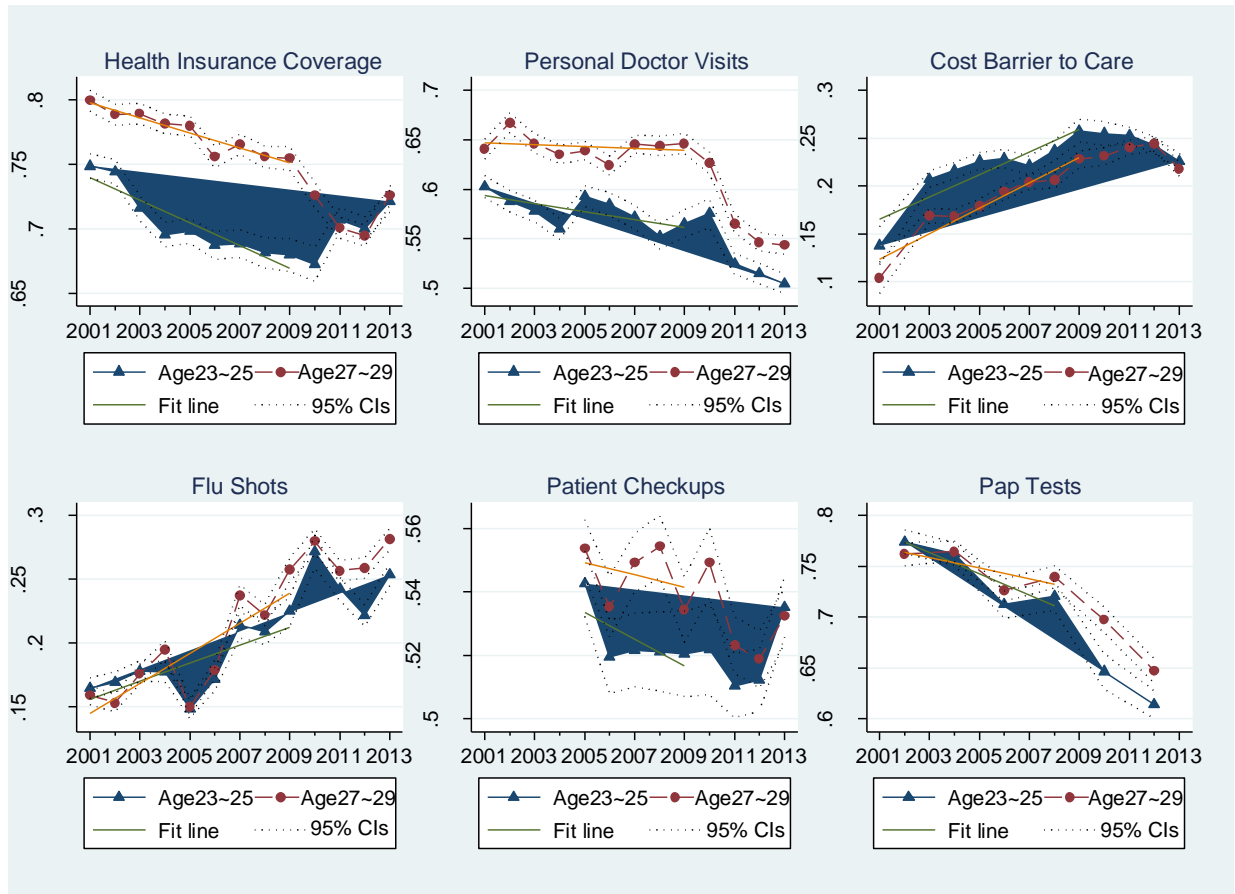 Health Insurance Coverage
.8
.75
.7
.65
2001 2003 2005 2007 2009 2011 2013
Age23~25 Age27~29
Fit line 95% CIs
Personal Doctor Visits
.7
.65
.6
.55
.5
2001 2003 2005 2007 2009 2011 2013
Age23~25 Age27~29
Fit line 95% CIs
Cost Barrier to Care
.3
.25
.2
.15
.1
2001 2003 2005 2007 2009 2011 2013
Age23~25 Age27~29
Fit line 95% CIs
Flu Shots
.3
.25
.2
.15
2001 2003 2005 2007 2009 2011 2013
Age23~25 Age27~29
Fit line 95% CIs
Patient Checkups
.56
.54
.52
.5
2001 2003 2005 2007 2009 2011 2013
Age23~25 Age27~29
Fit line 95% CIs
Pap Tests
.8
.75
.7
.65
.6
2001 2003 2005 2007 2009 2011 2013
Age23~25 Age27~29
Fit line 95% CIs